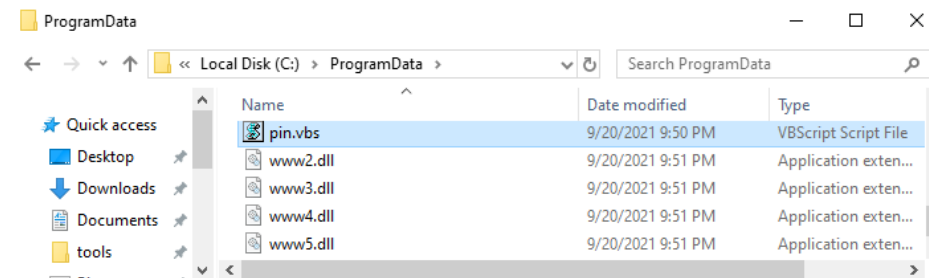 ProgramData
« Local Disk (C:) > ProgramData >
Search ProgramData
Name Date modified Type
Quick access
pin.vbs 9/20/2021 9:50 PM VBScript Script File
Desktop
www2.dll 9/20/2021 9:51 PM Application exten...
Downloads
www3.dll 9/20/2021 9:51 PM Application exten...
Documents
www4.dll 9/20/2021 9:51 PM Application exten...
tools
www5.dll 9/20/2021 9:51 PM Application exten...